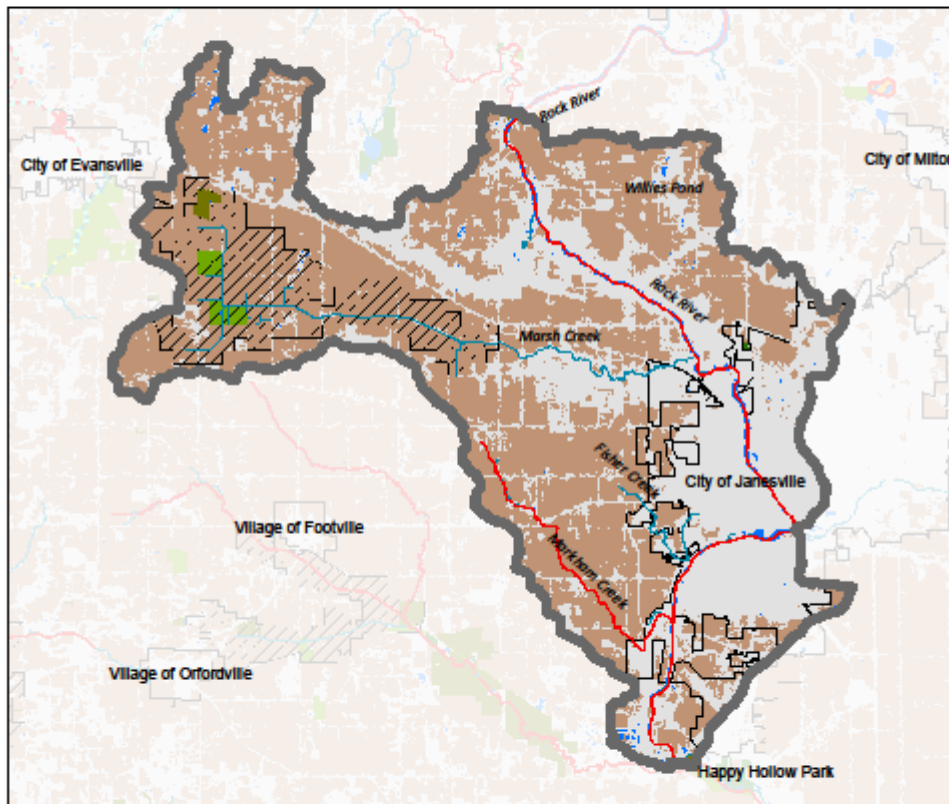 Rock River
City of Evansville
City of Milton
Willies Pond
Rock River
Marsh Creek
Fisher Creek
City of Janesville
Village of Footville
Markham Creek
Village of Orfordville
Happy Hollow Park